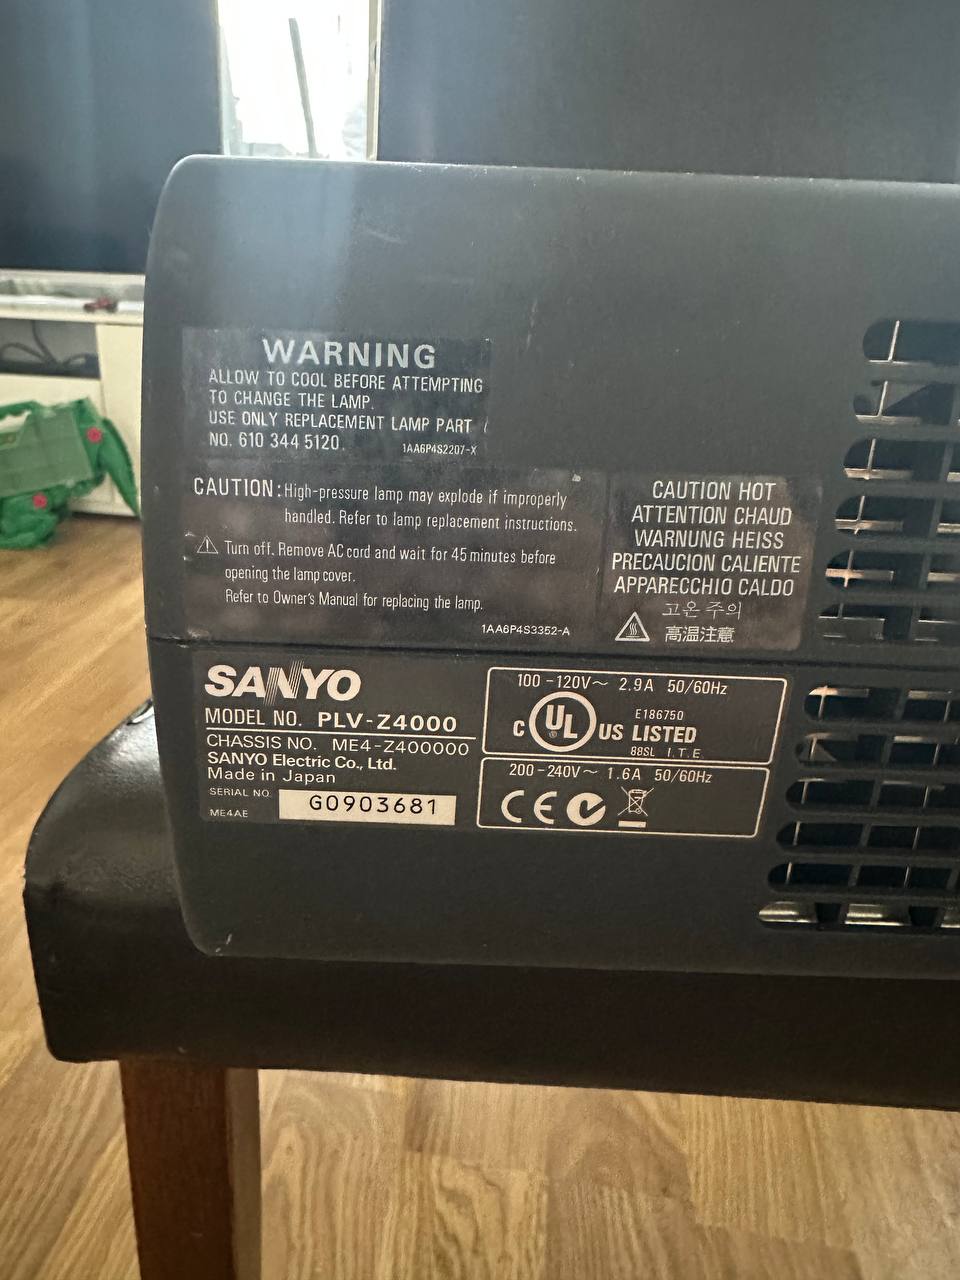 WARNING
ALLOW TO COOL BEFORE ATTEMPTING
TO CHANGE THE LAMP.
USE ONLY REPLACEMENT LAMP PART
NO. 610 344 5120.
1AA6P4S2207-X
CAUTION: High-pressure lamp may explode if improperly
handled. Refer to lamp replacement instructions.
Turn off. Remove AC cord and wait for 45 minutes before
opening the lamp cover.
Refer to Owner's Manual for replacing the lamp.
1AA6P4S3352-A
CAUTION HOT
ATTENTION CHAUD
WARNUNG HEISS
PRECAUCION CALIENTE
APPARECCHIO CALDO
고온 주의
高温注意
SANYO
MODEL NO. PLV-Z4000
CHASSIS NO. ME4-Z400000
SANYO Electric Co., Ltd.
Made in Japan
SERIAL NO. G0903681
ME4AE
100-120V～ 2.9A 50/60Hz
E186750
C UL ® US LISTED
88SL I.T.E.
200-240V～ 1.6A 50/60Hz
CE